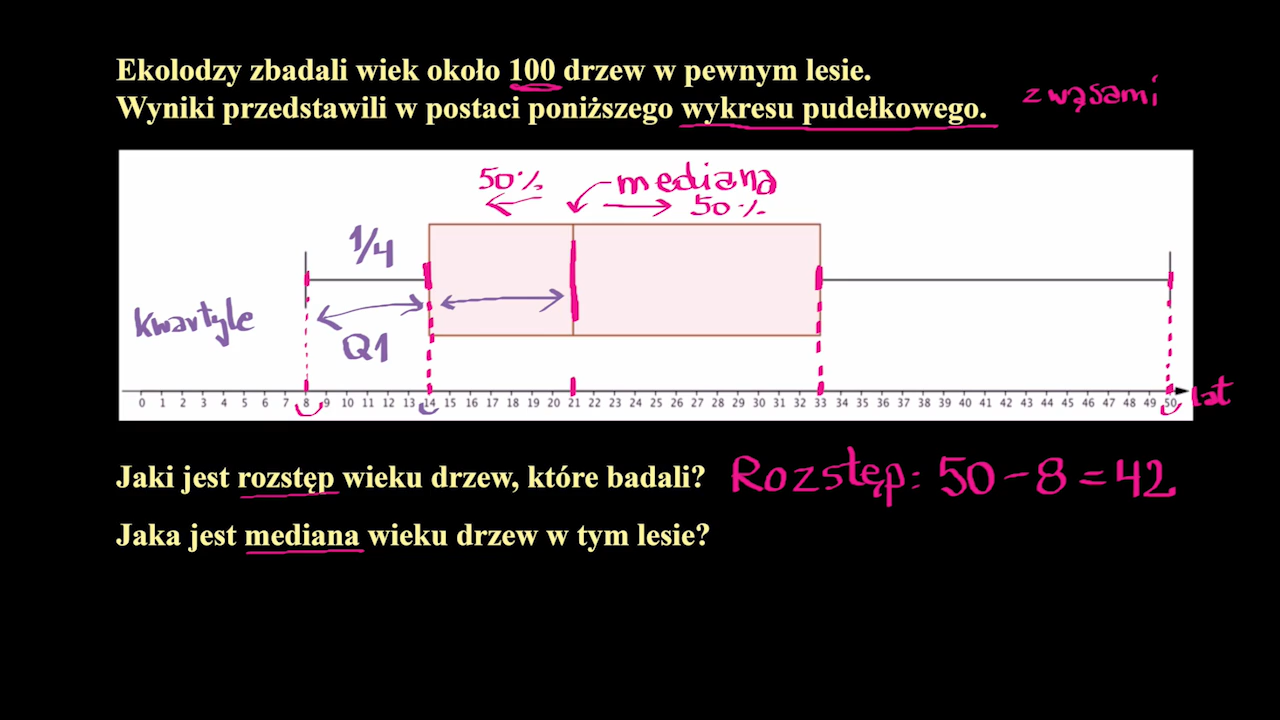 Ekolodzy zbadali wiek około 100 drzew w pewnym lesie.
Wyniki przedstawili w postaci poniższego wykresu pudełkowego. z wąsami
50% mediana
50%
1/4
kwartyle
Q1
0 1 2 3 4 5 6 7 8 9 10 11 12 13 14 15 16 17 18 19 20 21 22 23 24 25 26 27 28 29 30 31 32 33 34 35 36 37 38 39 40 41 42 43 44 45 46 47 48 49 50 lat
Jaki jest rozstęp wieku drzew, które badali? Rozstęp: 50 - 8 = 42
Jaka jest mediana wieku drzew w tym lesie?